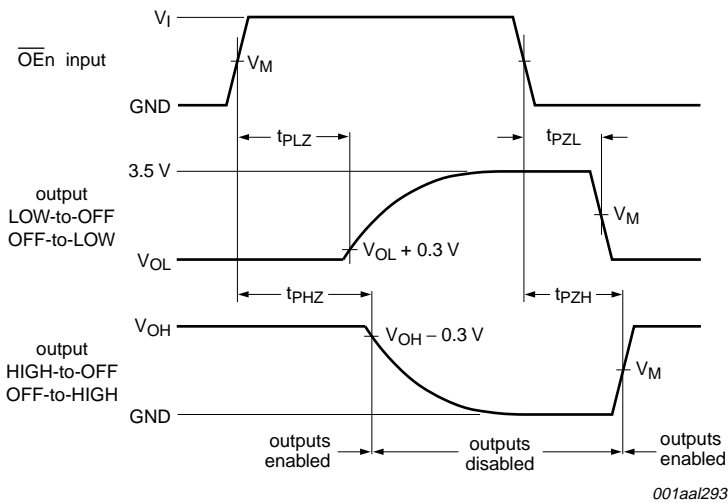 V_I
OEn input
V_M
GND
t_PLZ
t_PZL
3.5 V
output
LOW-to-OFF
OFF-to-LOW
V_M
V_OL + 0.3 V
V_OL
t_PHZ
t_PZH
V_OH
V_OH − 0.3 V
output
HIGH-to-OFF
OFF-to-HIGH
V_M
GND
outputs
enabled
outputs
disabled
outputs
enabled
001aal293